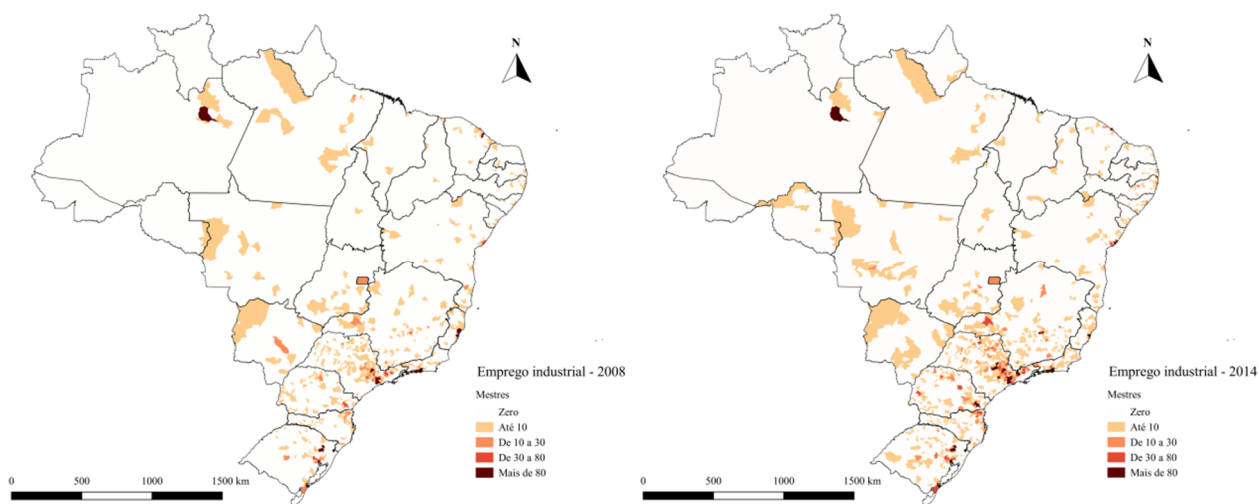 N
Emprego industrial - 2008
Mestres
Zero
Até 10
De 10 a 30
De 30 a 80
Mais de 80
0 500 1000 1500 km
N
Emprego industrial - 2014
Mestres
Zero
Até 10
De 10 a 30
De 30 a 80
Mais de 80
0 500 1000 1500 km